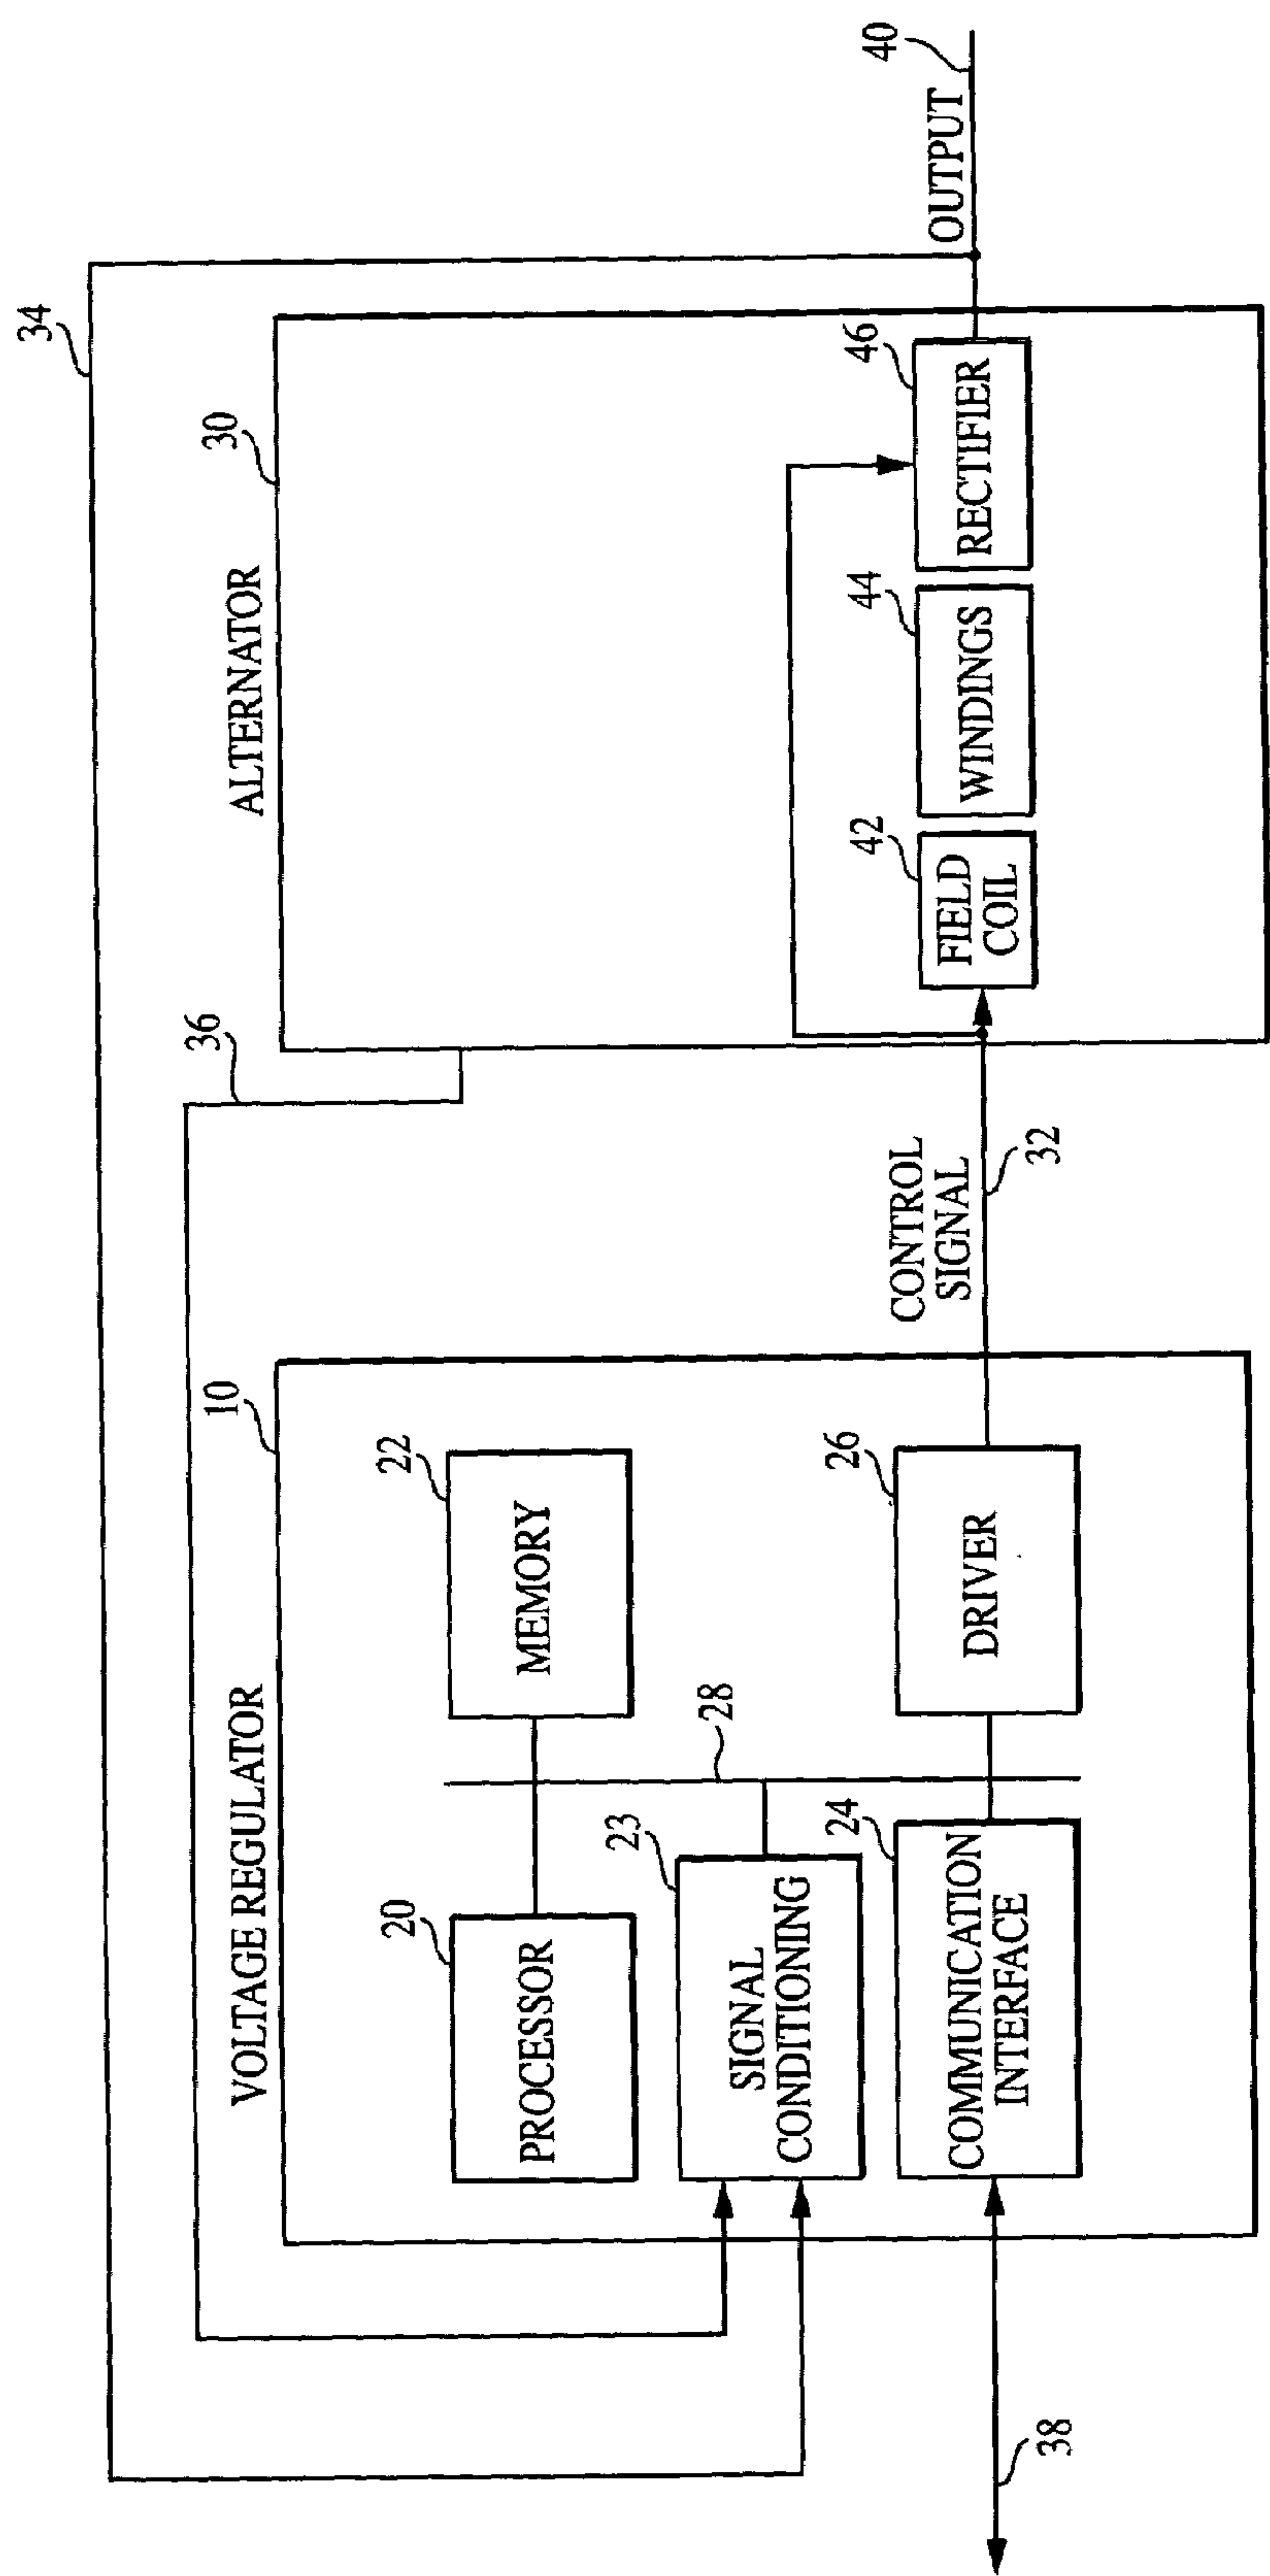 34
36
VOLTAGE REGULATOR
10
ALTERNATOR
30
20
PROCESSOR
22
MEMORY
23
SIGNAL
CONDITIONING
28
24
COMMUNICATION
INTERFACE
26
DRIVER
38
CONTROL
SIGNAL
32
42
FIELD
COIL
44
WINDINGS
46
RECTIFIER
OUTPUT
40